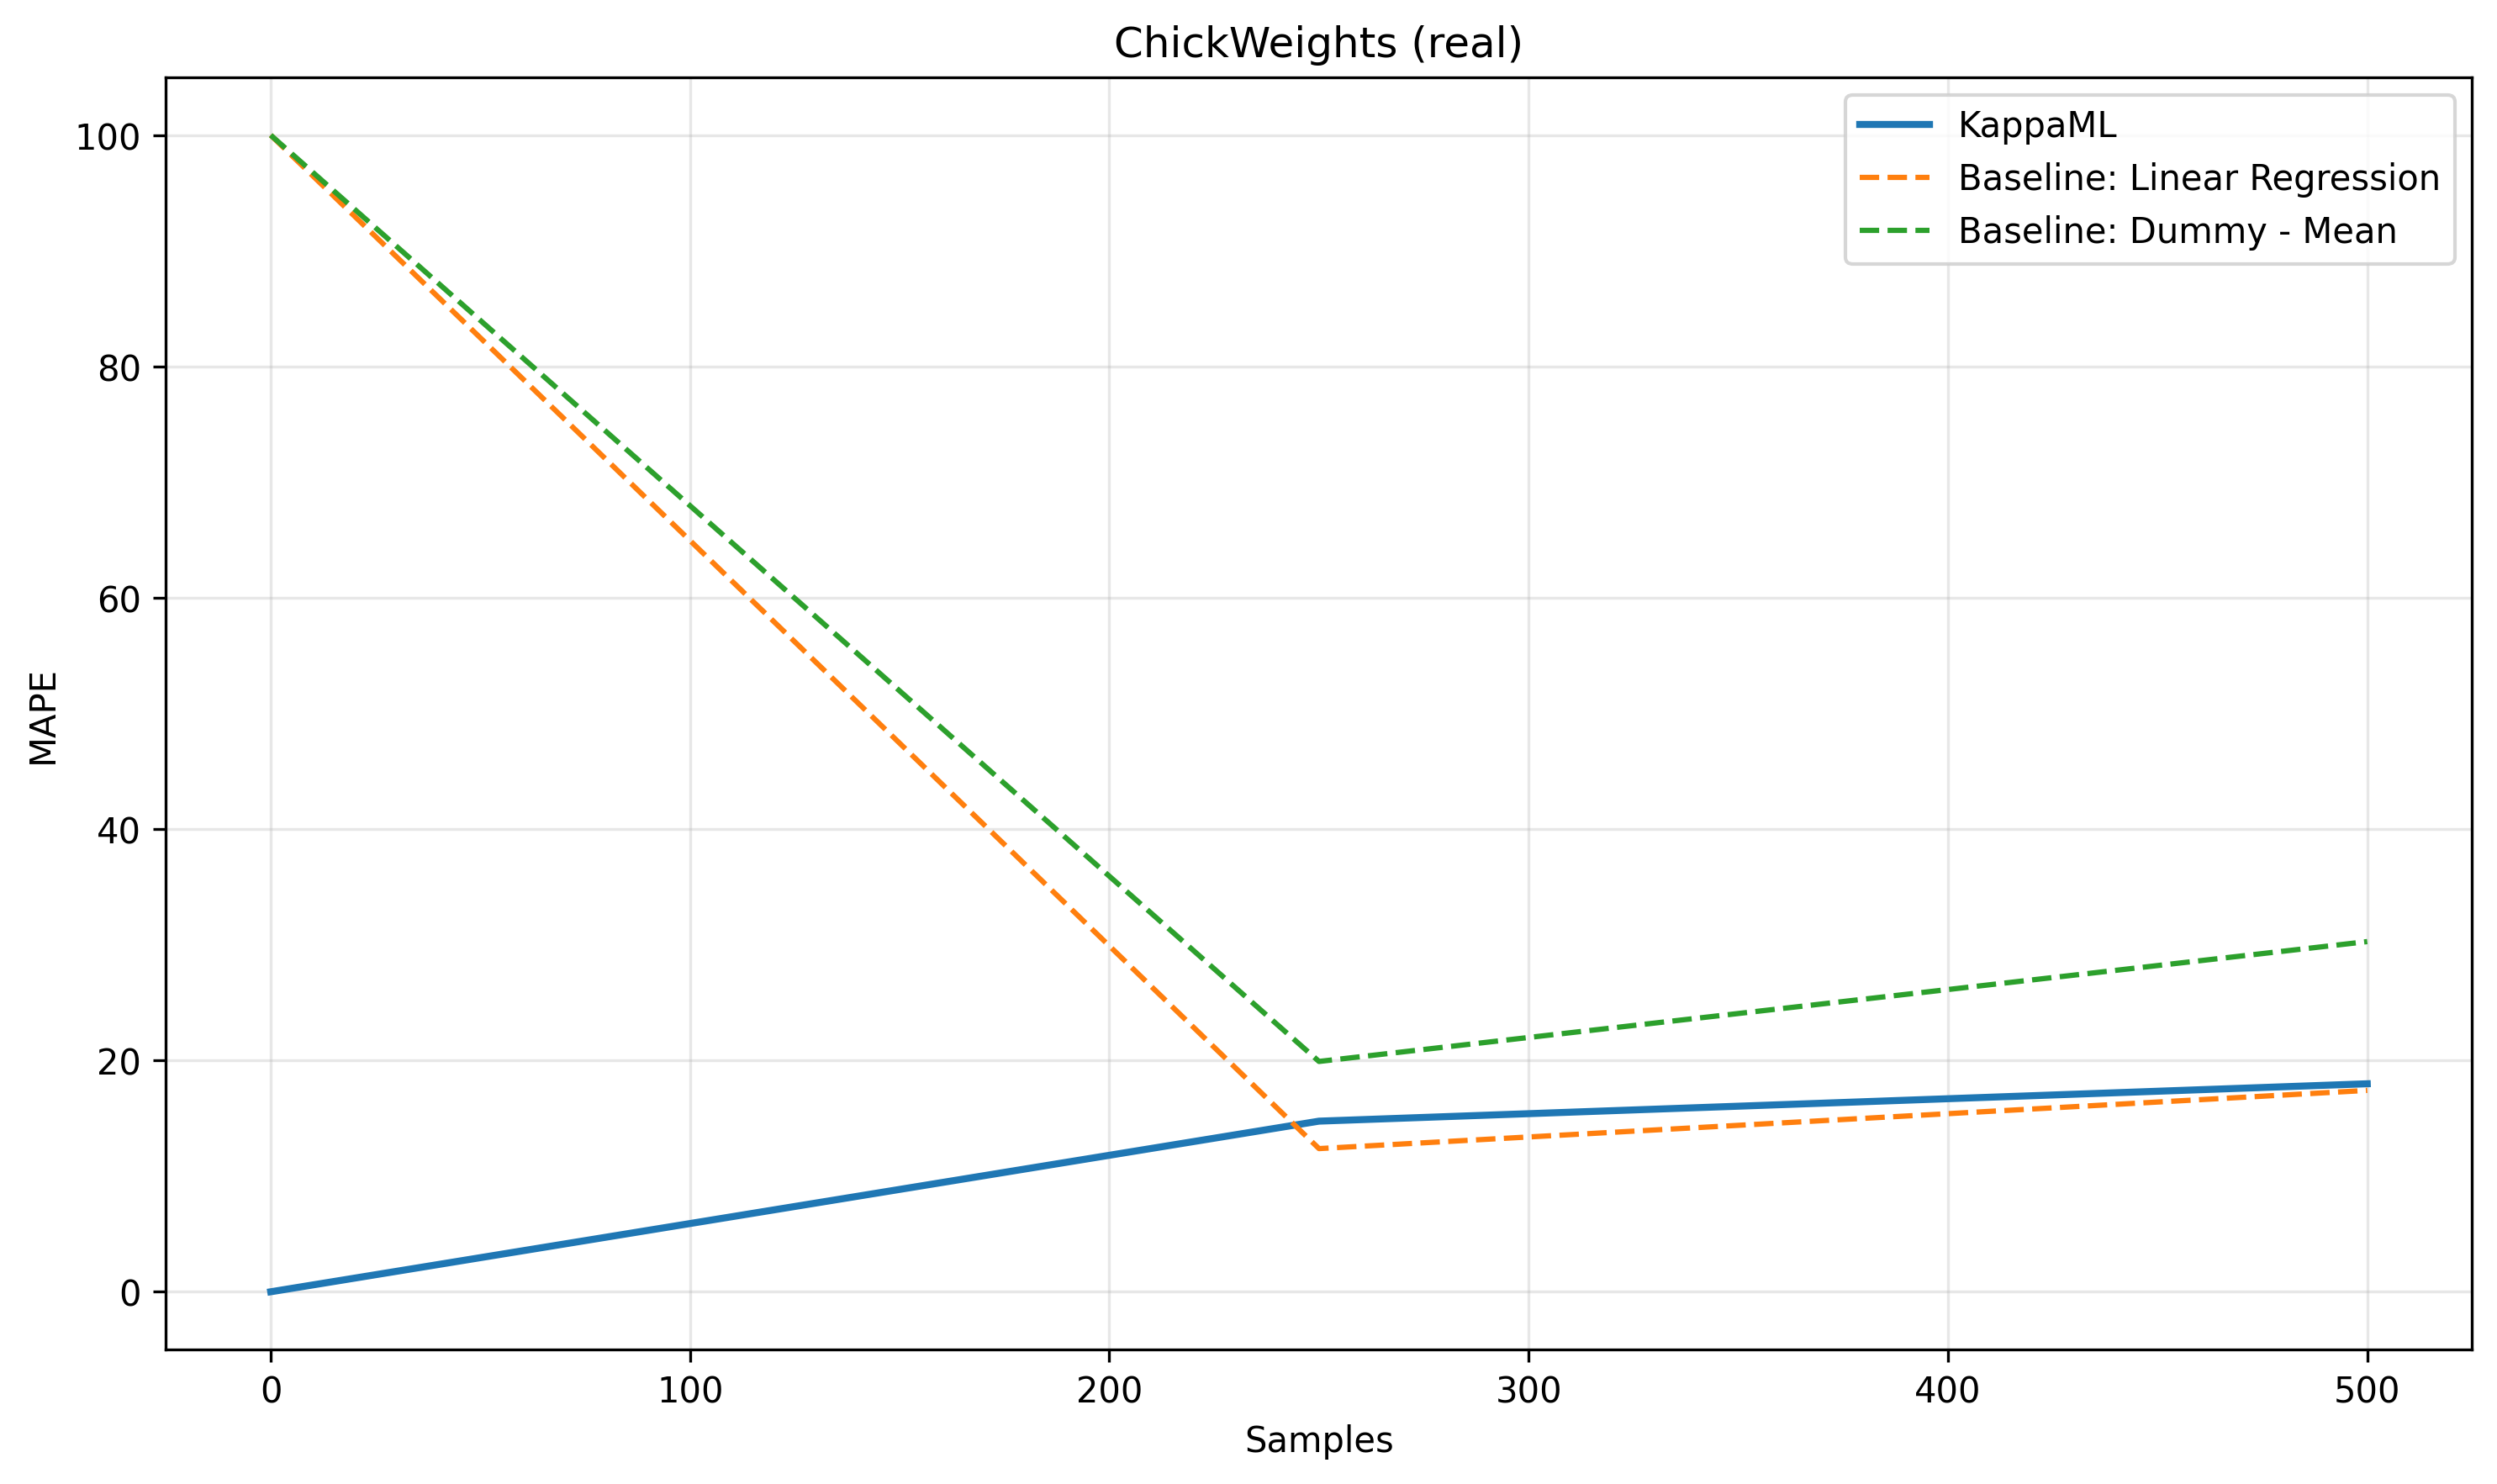 ChickWeights (real)
KappaML
Baseline: Linear Regression
Baseline: Dummy - Mean
MAPE
100
80
60
40
20
0
0 100 200 300 400 500
Samples